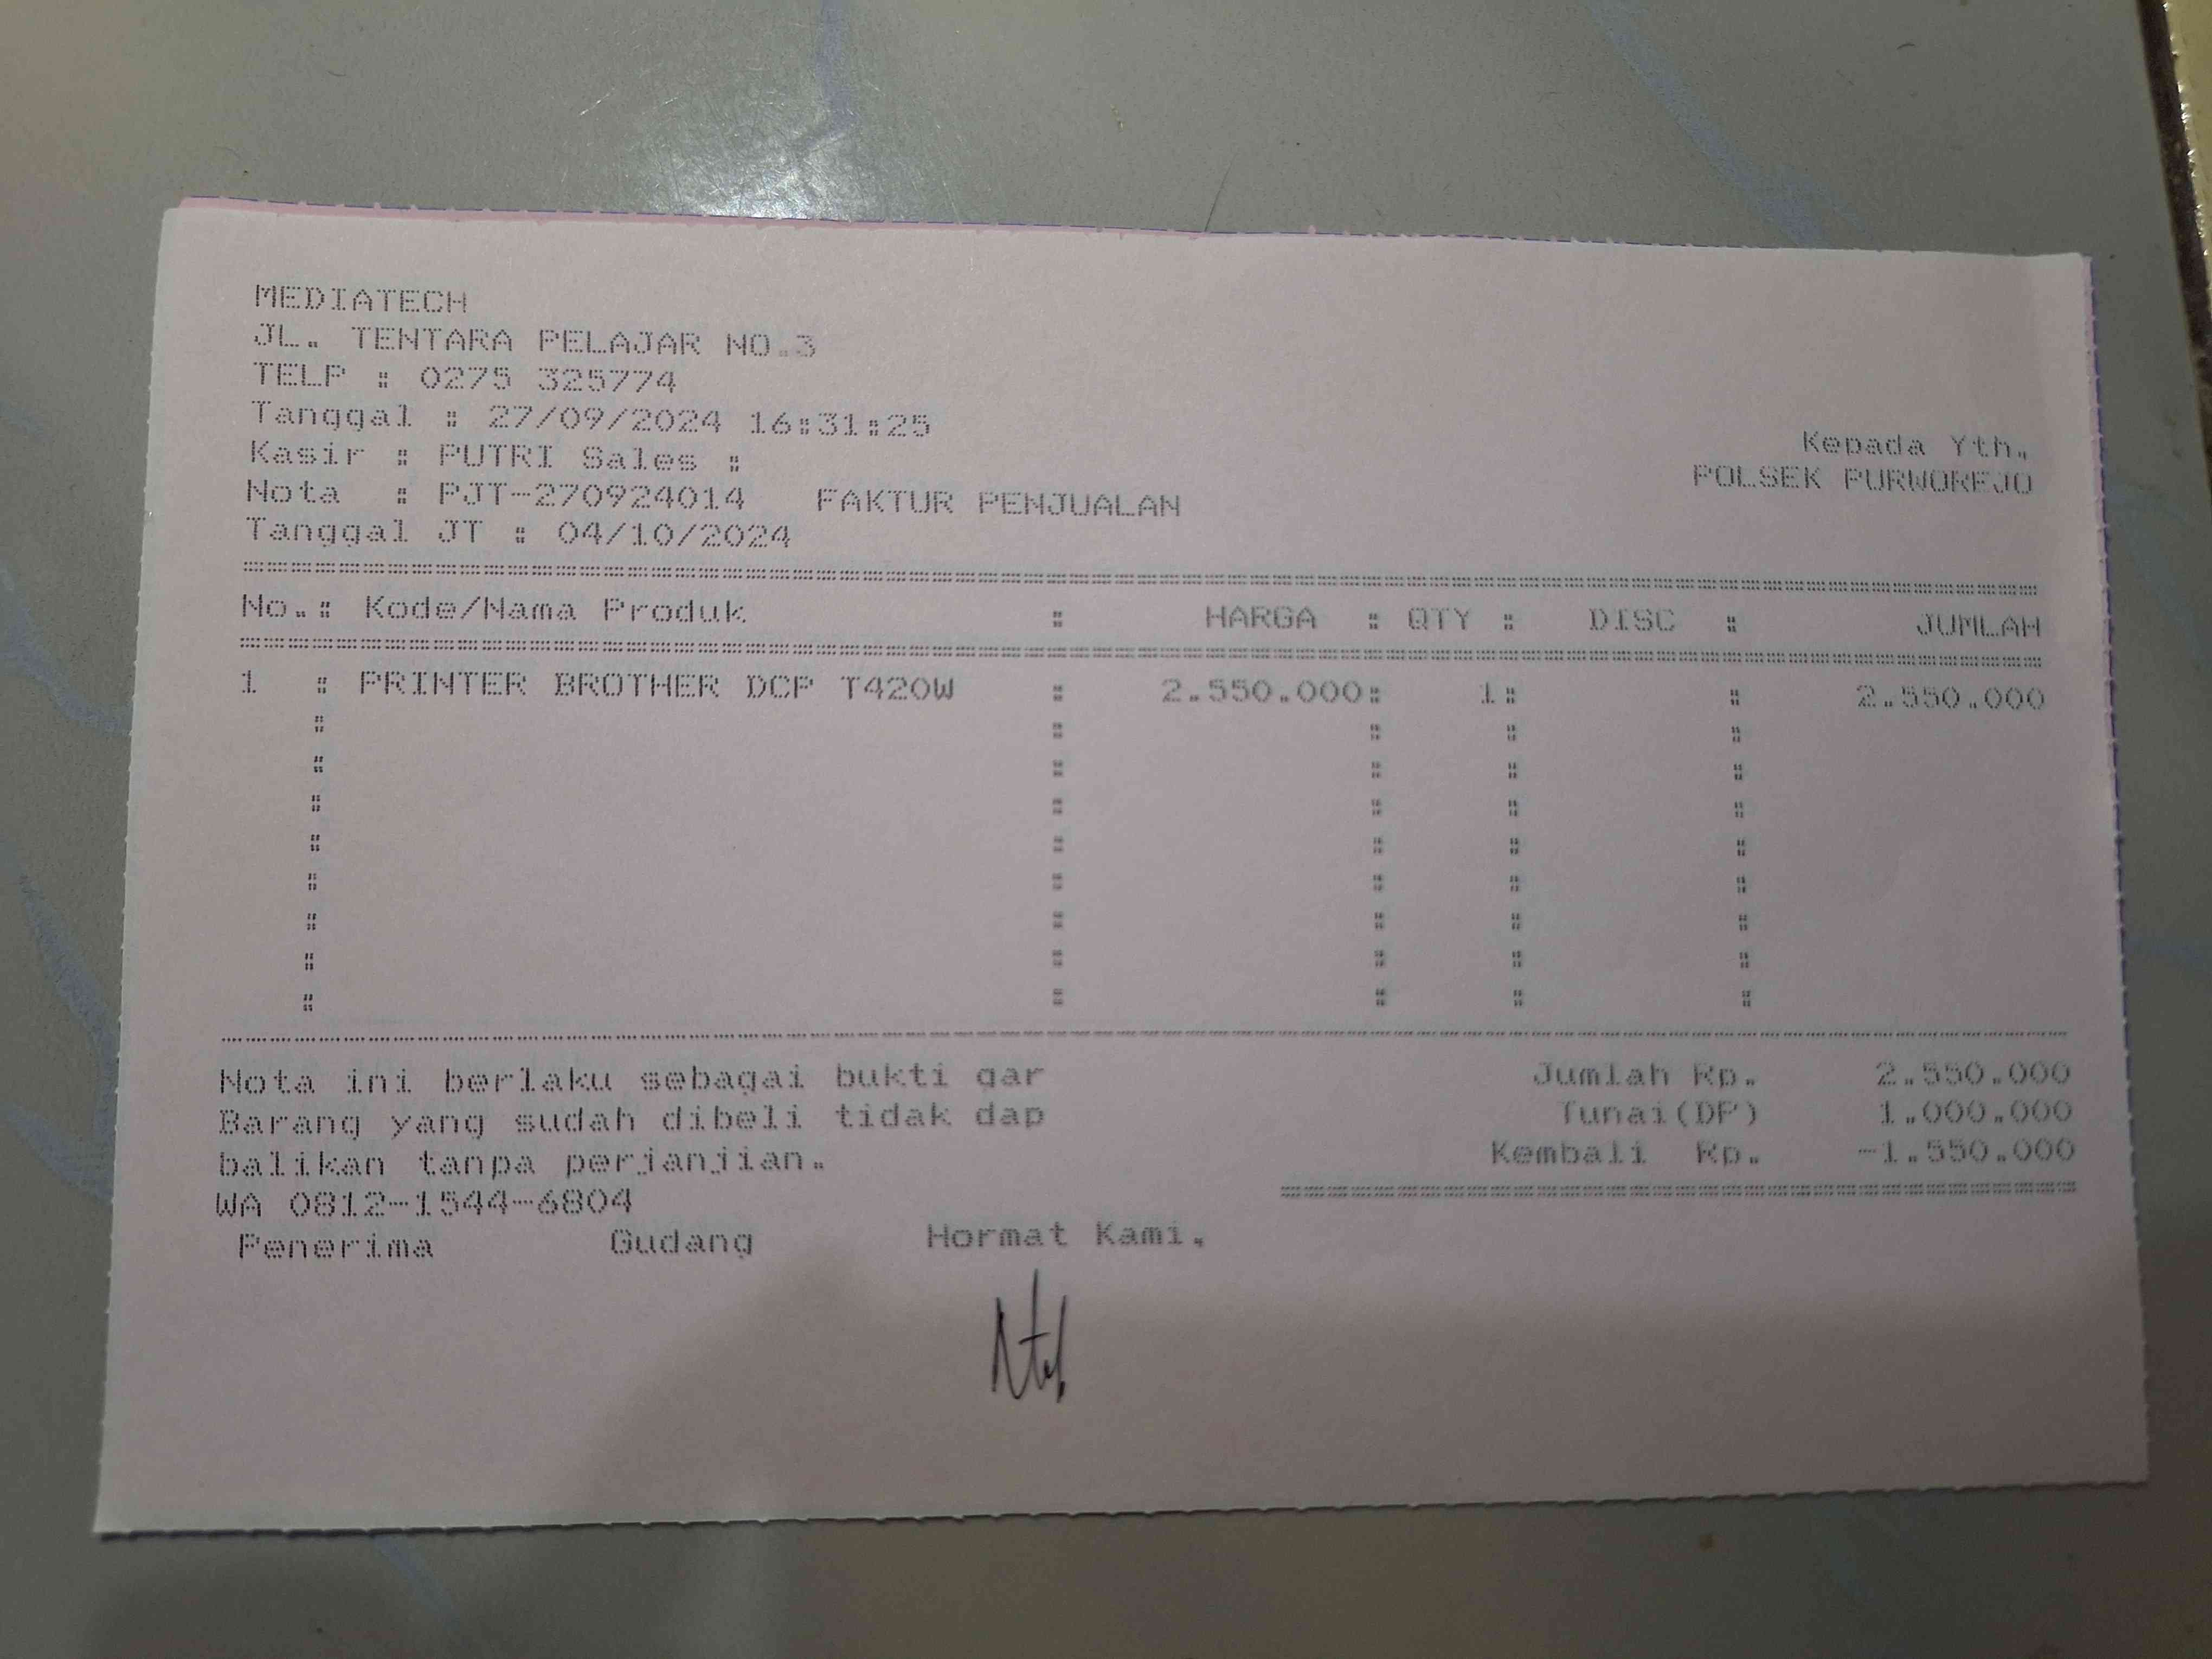 MEDIATECH
JL. TENTARA PELAJAR NO.3
TELP : 0275 325774
Tanggal : 27/09/2024 16:31:25
Kasir : PUTRI Sales :
Kepada Yth.
POLSEK PURWOREJO
Nota : PJT-270924014 FAKTUR PENJUALAN
Tanggal JT : 04/10/2024
No.: Kode/Nama Produk : HARGA : QTY : DISC : JUMLAH
1 : PRINTER BROTHER DCP T420W : 2.550.000: 1: : 2.550.000
Nota ini berlaku sebagai bukti gar Jumlah Rp. 2.550.000
Barang yang sudah dibeli tidak dap Tunai(DP) 1.000.000
balikan tanpa perjanjian. Kembali Rp. -1.550.000
WA 0812-1544-6804
Penerima Gudang Hormat Kami.